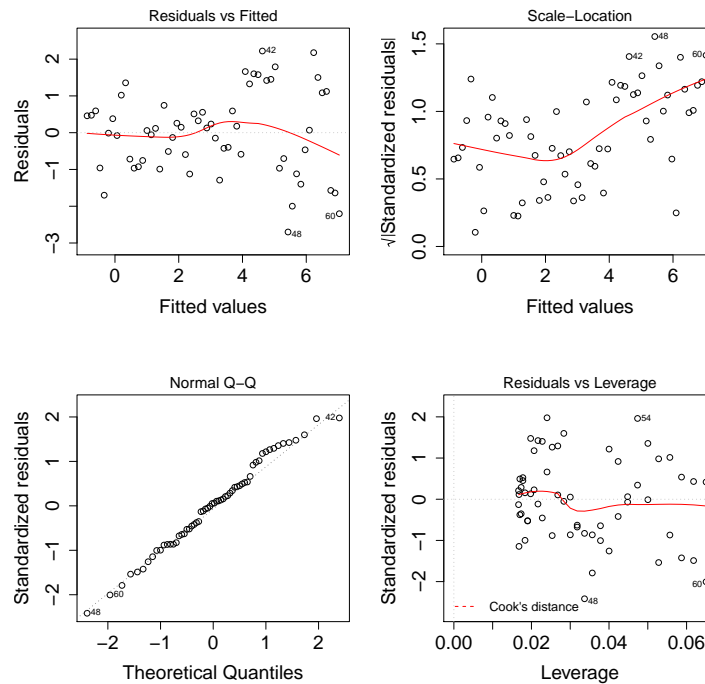 Residuals vs Fitted
Residuals
2
1
0
-1
-3
42
48
60
0 2 4 6
Fitted values
Scale−Location
√|Standardized residuals|
1.5
1.0
0.5
0.0
42
48
60
0 2 4 6
Fitted values
Normal Q−Q
Standardized residuals
2
1
0
-1
-2
42
60
48
−2 −1 0 1 2
Theoretical Quantiles
Residuals vs Leverage
Standardized residuals
2
1
0
-1
-2
54
60
48
Cook's distance
0.00 0.02 0.04 0.06
Leverage